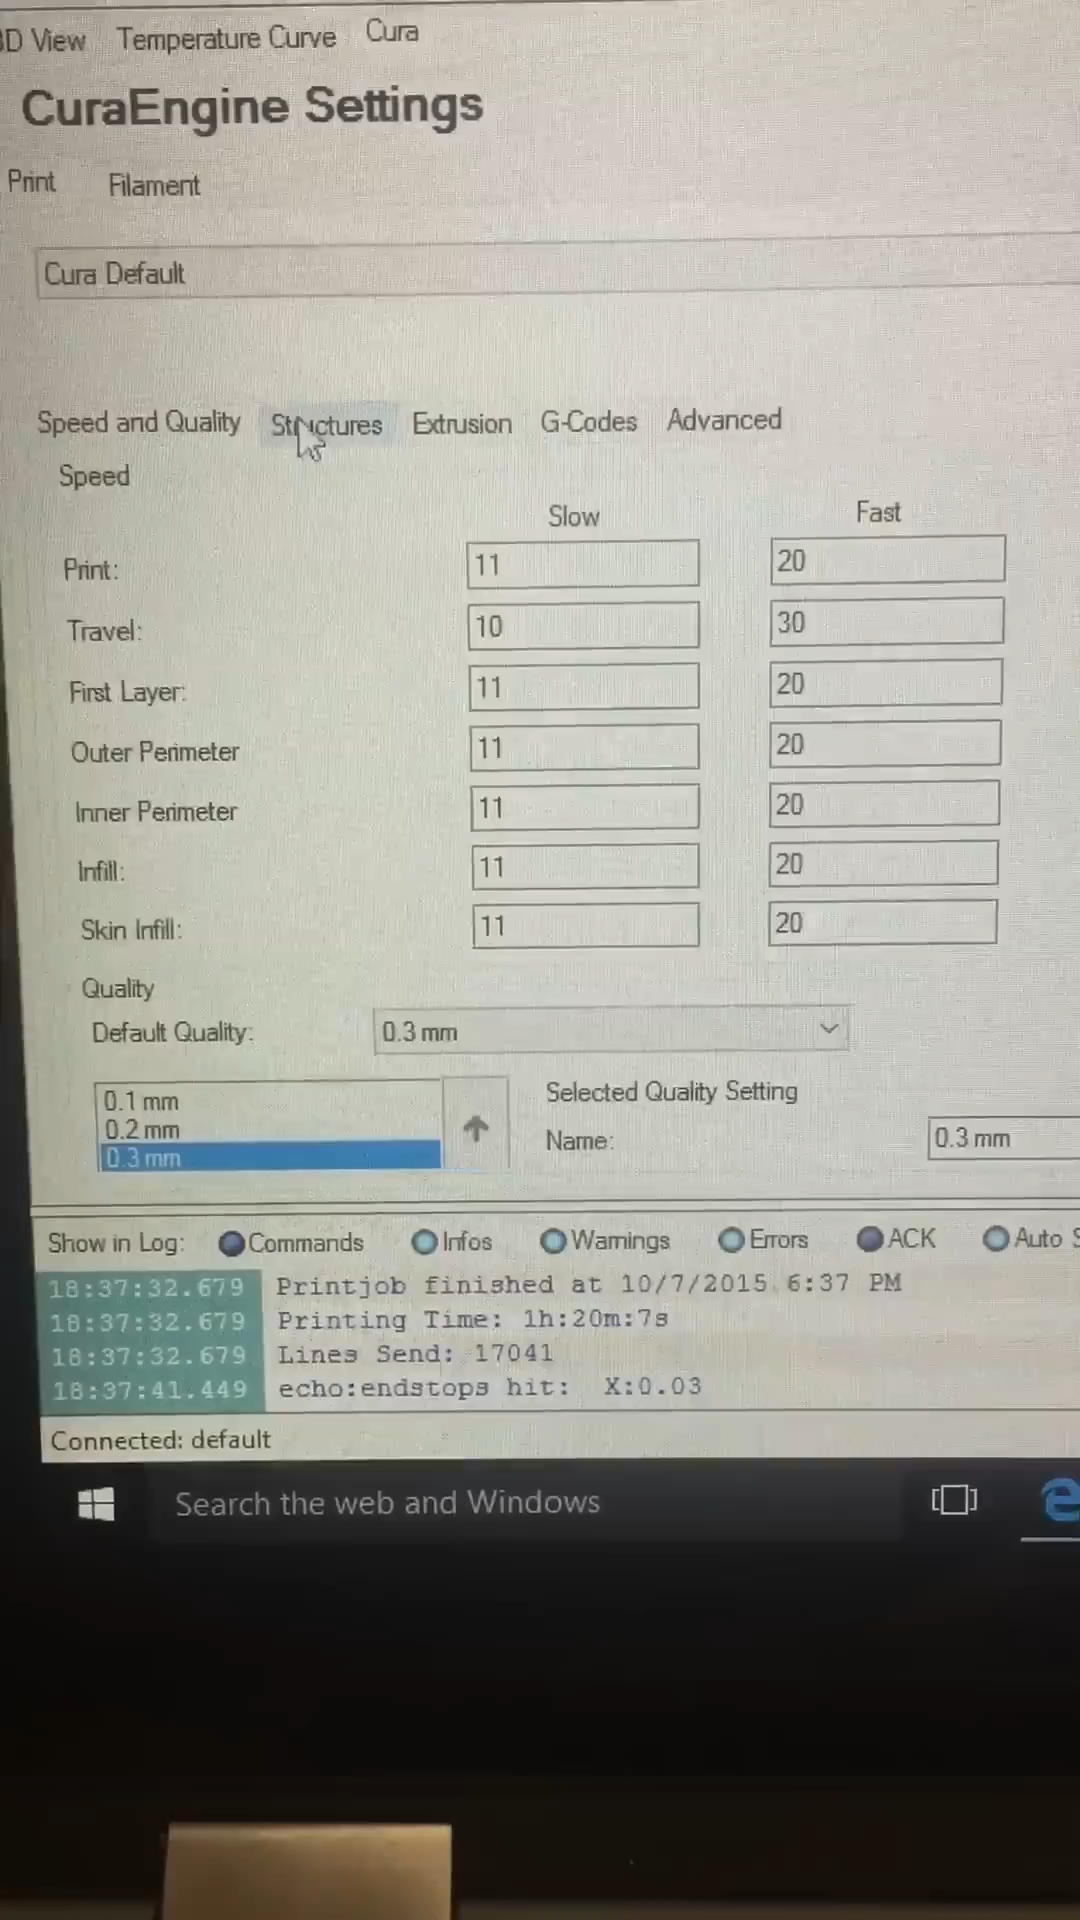 3D View Temperature Curve Cura
CuraEngine Settings
Print Filament
Cura Default
Speed and Quality Structures Extrusion G-Codes Advanced
Speed
Slow Fast
Print: 11 20
Travel: 10 30
First Layer: 11 20
Outer Perimeter 11 20
Inner Perimeter 11 20
Infill: 11 20
Skin Infill: 11 20
Quality
Default Quality: 0.3 mm
0.1 mm
0.2 mm
0.3 mm
Selected Quality Setting
Name: 0.3 mm
Show in Log: Commands Infos Warnings Errors ACK Auto
18:37:32.679 Printjob finished at 10/7/2015 6:37 PM
18:37:32.679 Printing Time: 1h:20m:7s
18:37:32.679 Lines Send: 17041
18:37:41.449 echo:endstops hit: X:0.03
Connected: default
Search the web and Windows